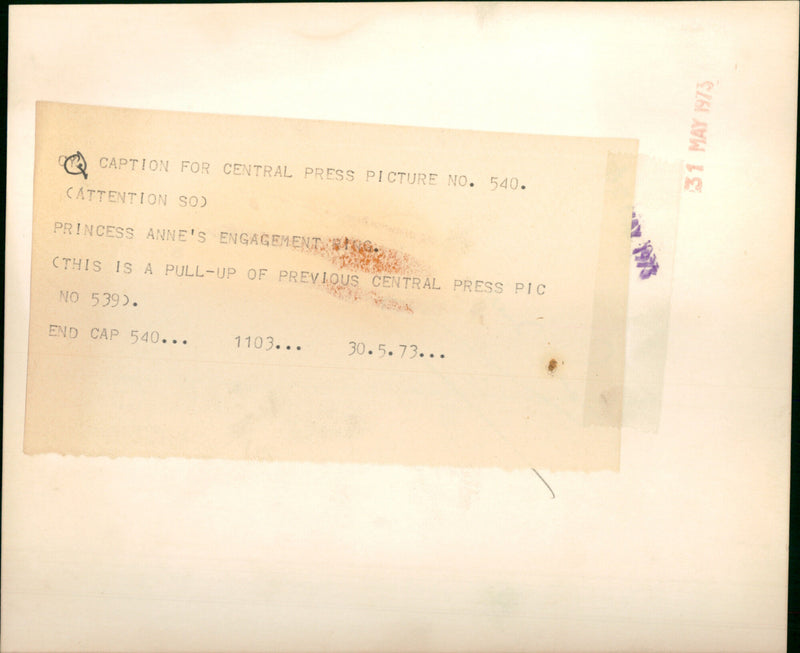 CAPTION FOR CENTRAL PRESS PICTURE NO. 540.
(ATTENTION SO)
PRINCESS ANNE'S ENGAGEMENT
(THIS IS A PULL-UP OF PREVIOUS CENTRAL PRESS PIC
NO 539).
END CAP 540... 1103... 30.5.73...
31 MAY 1973